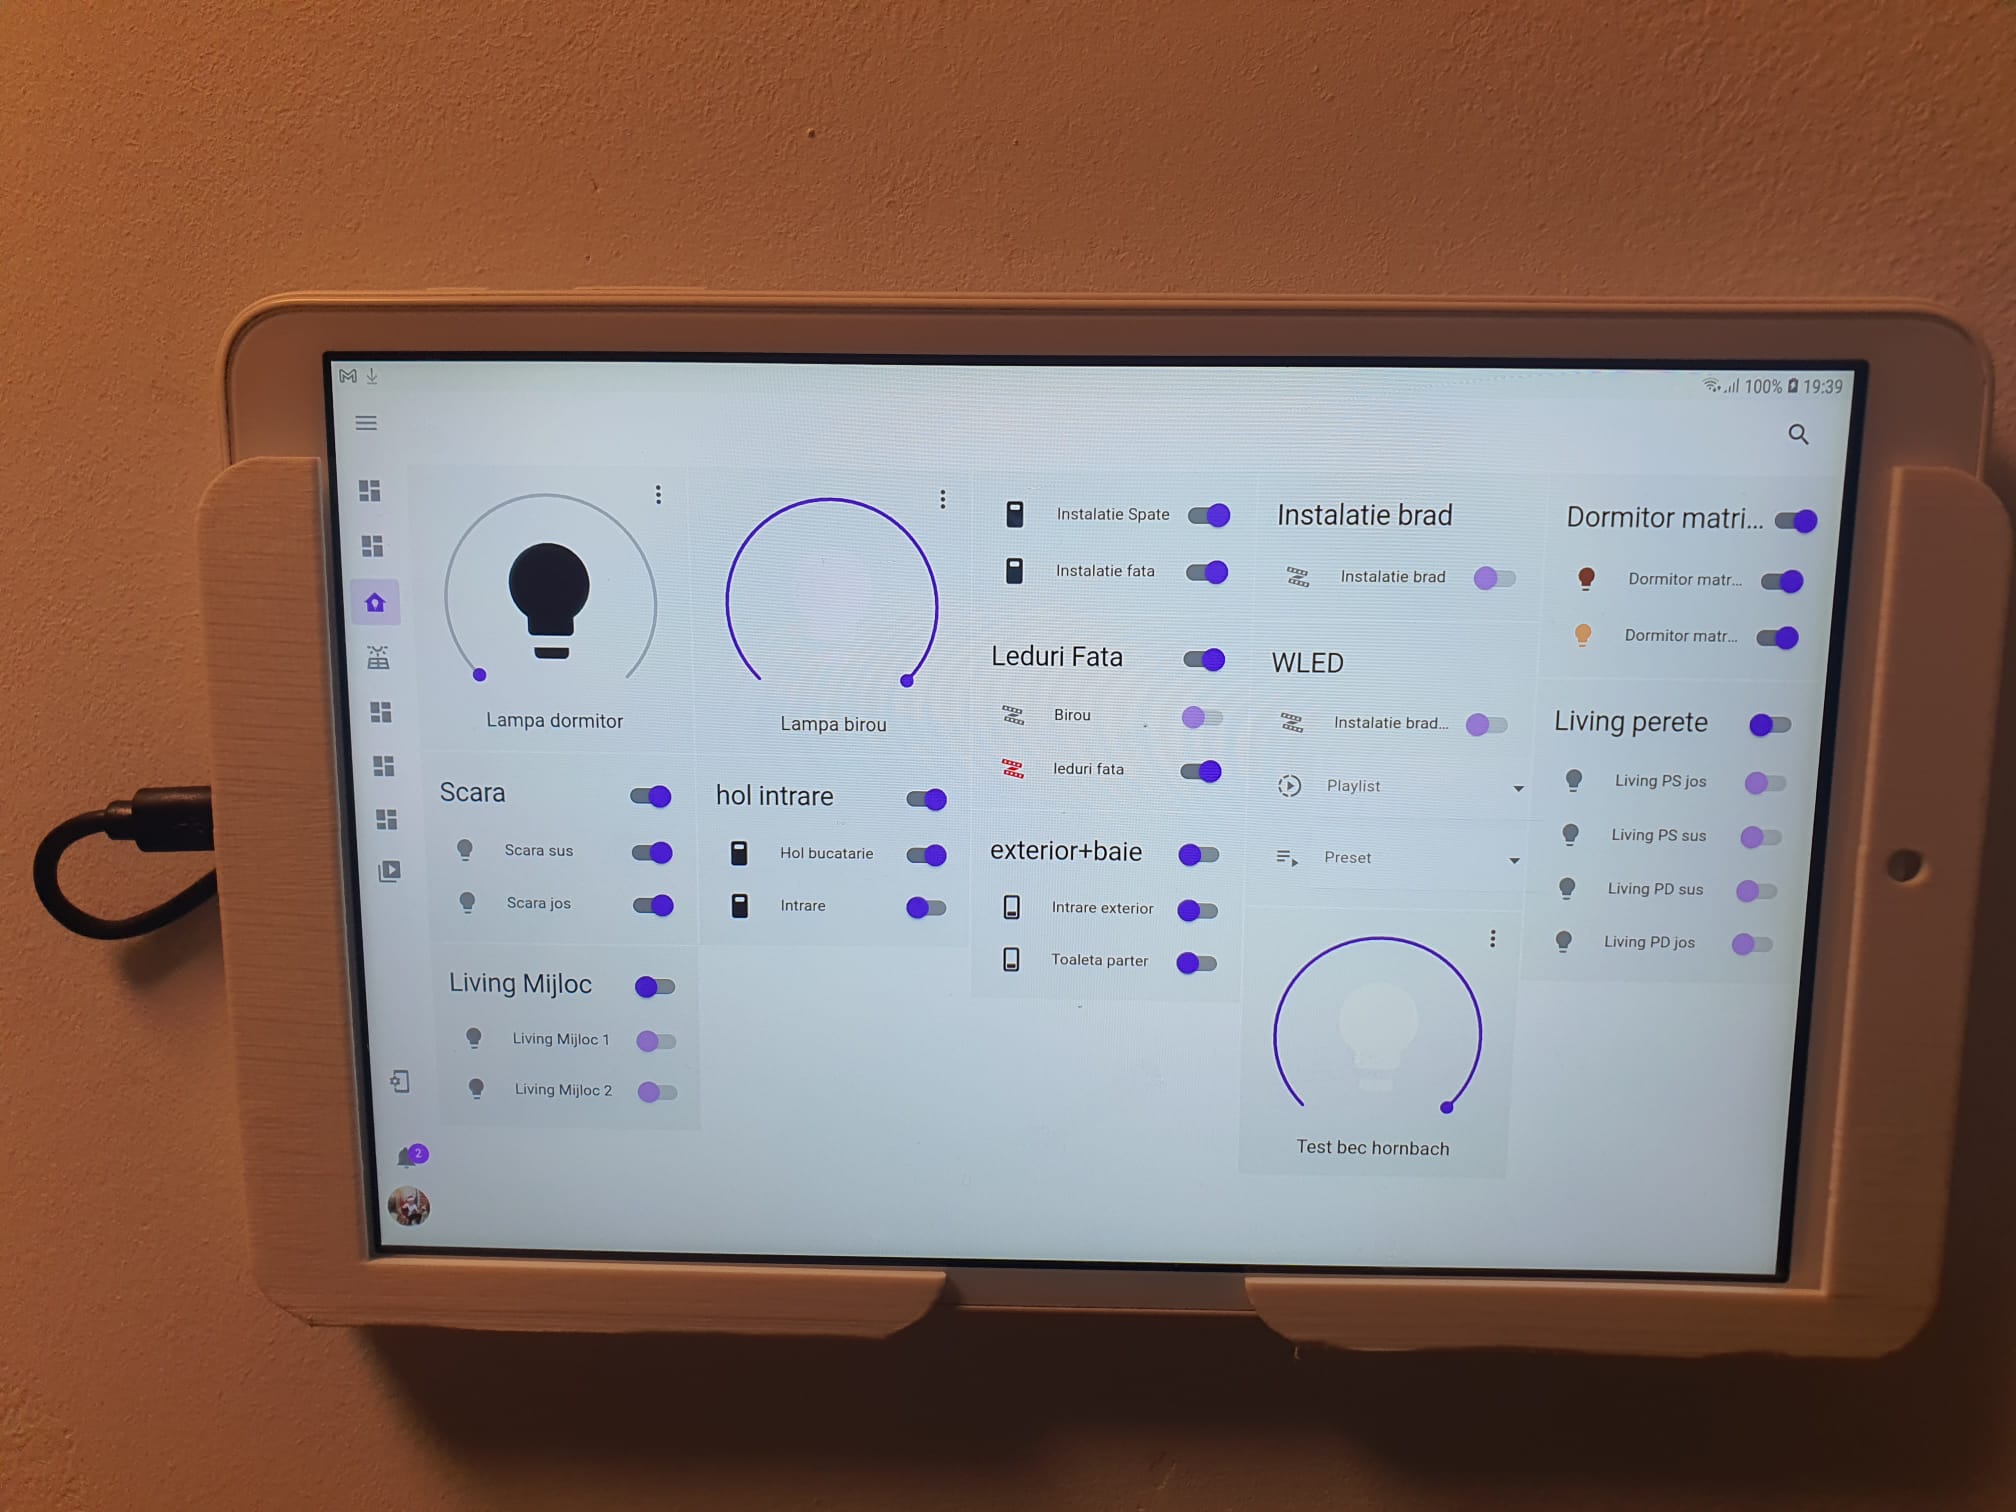 100% 19:39
Lampa dormitor
Scara
Scara sus
Scara jos
Living Mijloc
Living Mijloc 1
Living Mijloc 2
Lampa birou
hol intrare
Hol bucatarie
Intrare
Instalatie Spate
Instalatie fata
Leduri Fata
Birou
leduri fata
exterior+baie
Intrare exterior
Toaleta parter
Instalatie brad
Instalatie brad
WLED
Instalatie brad...
Playlist
Preset
Test bec hornbach
Dormitor matri...
Dormitor matr...
Dormitor matr...
Living perete
Living PS jos
Living PS sus
Living PD sus
Living PD jos
2